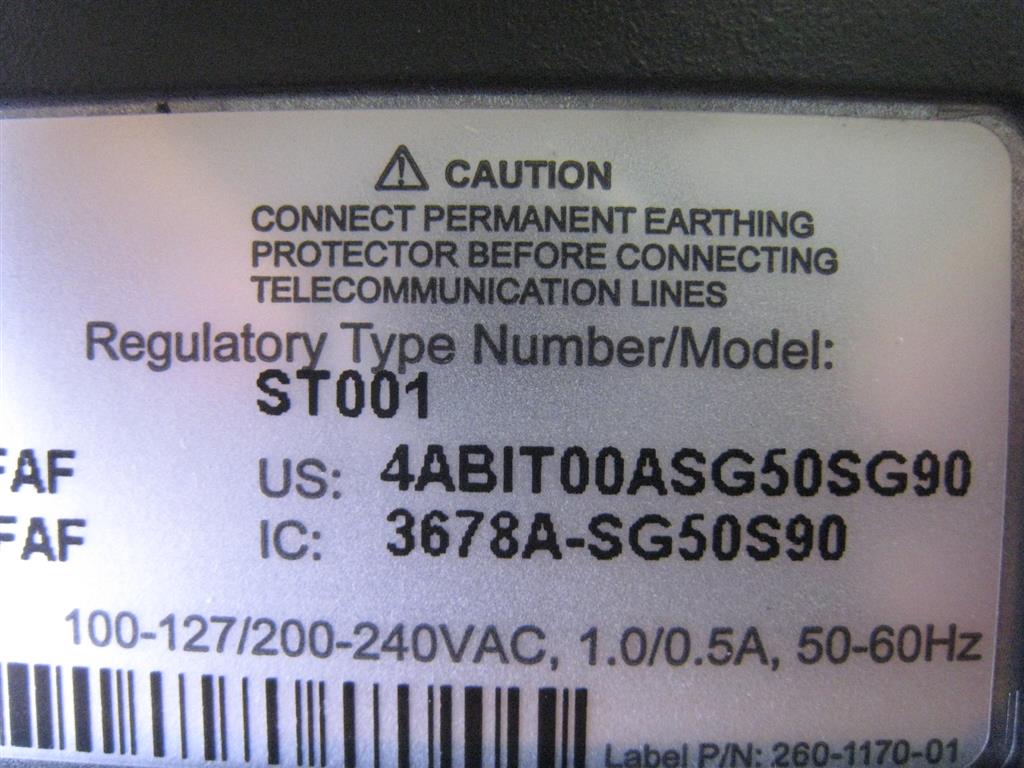 CAUTION
CONNECT PERMANENT EARTHING
PROTECTOR BEFORE CONNECTING
TELECOMMUNICATION LINES
Regulatory Type Number/Model:
ST001
FAF US: 4ABIT00ASG50SG90
FAF IC: 3678A-SG50S90
100-127/200-240VAC, 1.0/0.5A, 50-60Hz
Label P/N: 260-1170-01